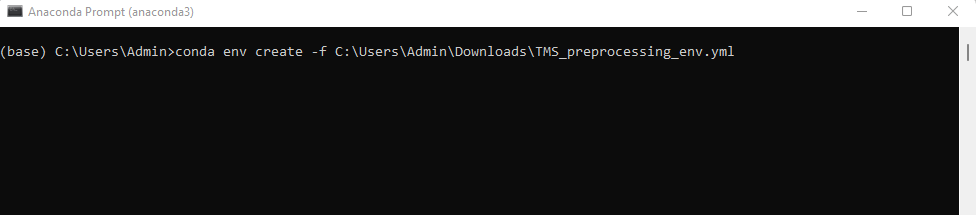 Anaconda Prompt (anaconda3)
(base) C:\Users\Admin>conda env create -f C:\Users\Admin\Downloads\TMS_preprocessing_env.yml